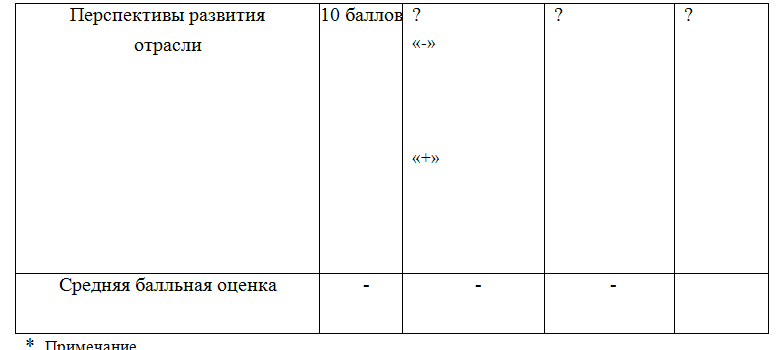 Перспективы развития отрасли
10 баллов
?
«-»
«+»
?
?
Средняя балльная оценка
-
-
-
* Примечание